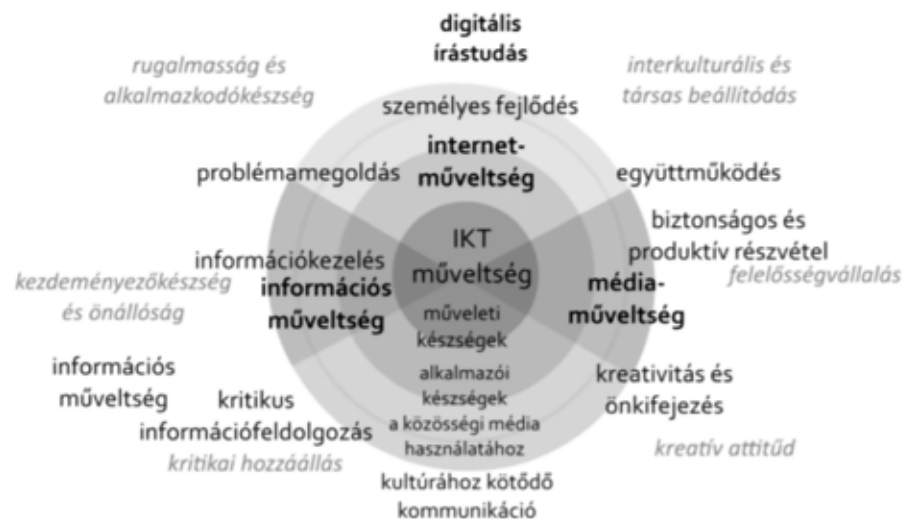 digitális
írástudás
rugalmasság és
alkalmazkodókészség
interkulturális és
társas beállítódás
személyes fejlődés
internet-
műveltség
problémamegoldás
együttműködés
IKT
műveltség
biztonságos és
produktív részvétel
információkezelés
információs
műveltség
média-
műveltség
felelősségvállalás
kezdeményezőkészség
és önállóság
műveleti
készségek
információs
műveltség
alkalmazói
készségek
a közösségi média
használatához
kreativitás és
önkifejezés
kritikus
információfeldolgozás
kritikai hozzáállás
kreatív attitűd
kultúrához kötődő
kommunikáció